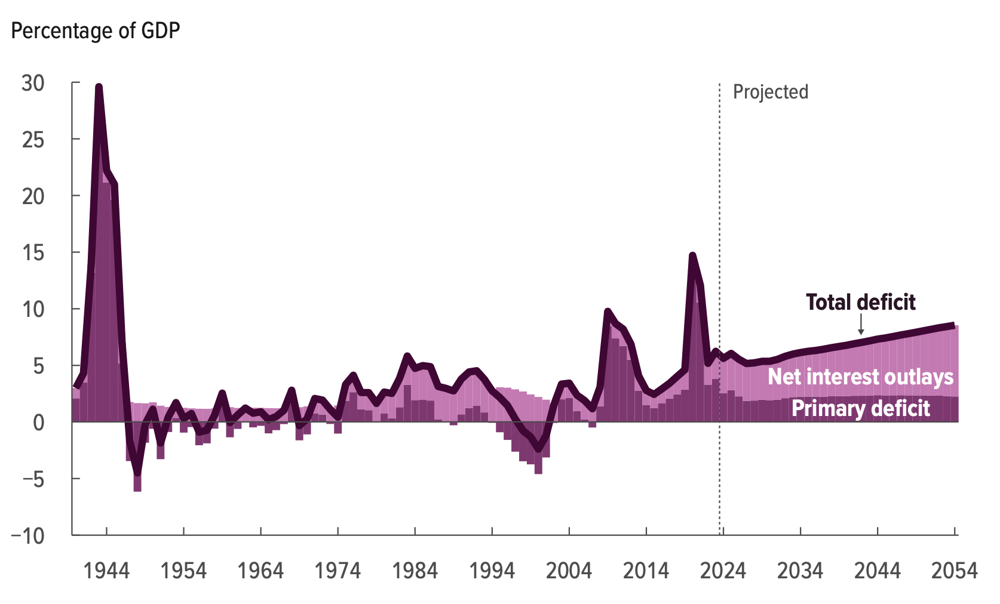 Percentage of GDP
30
Projected
25
20
15
10
Total deficit
5
Net interest outlays
Primary deficit
0
−5
−10
1944 1954 1964 1974 1984 1994 2004 2014 2024 2034 2044 2054